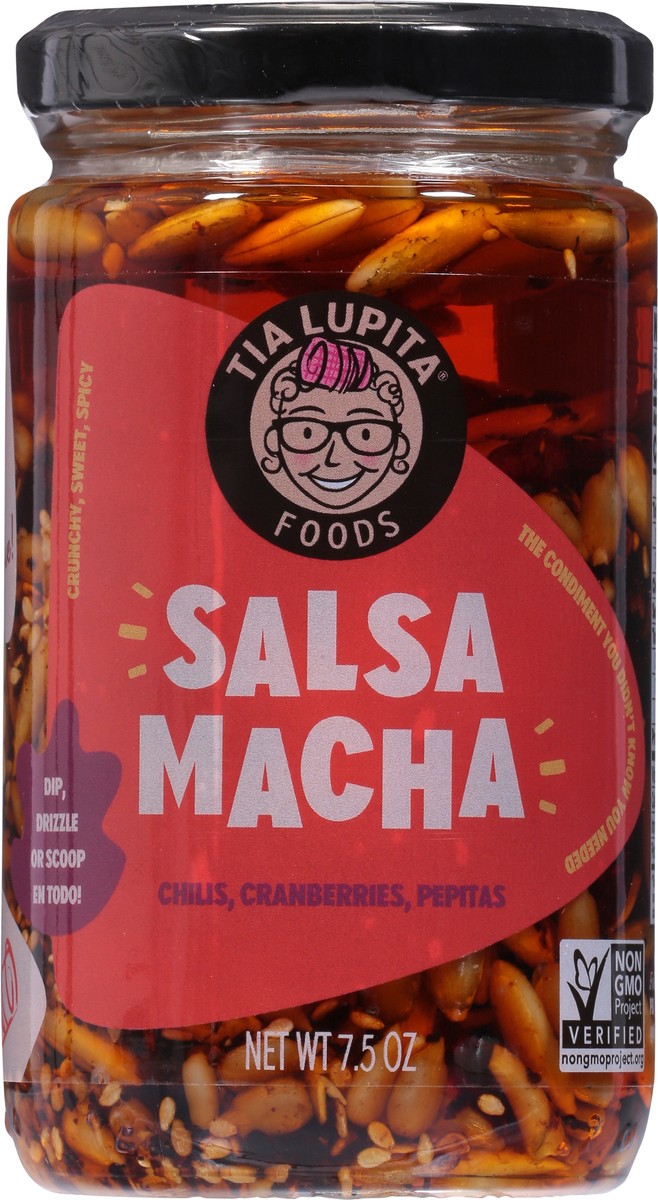 TIA LUPITA®
FOODS
CRUNCHY, SWEET, SPICY
THE CONDIMENT YOU DIDN'T KNOW YOU NEEDED
SALSA
MACHA
DIP,
DRIZZLE
OR SCOOP
EN TODO!
CHILIS, CRANBERRIES, PEPITAS
NON
GMO
Project
VERIFIED
nongmoproject.org
NET WT 7.5 OZ